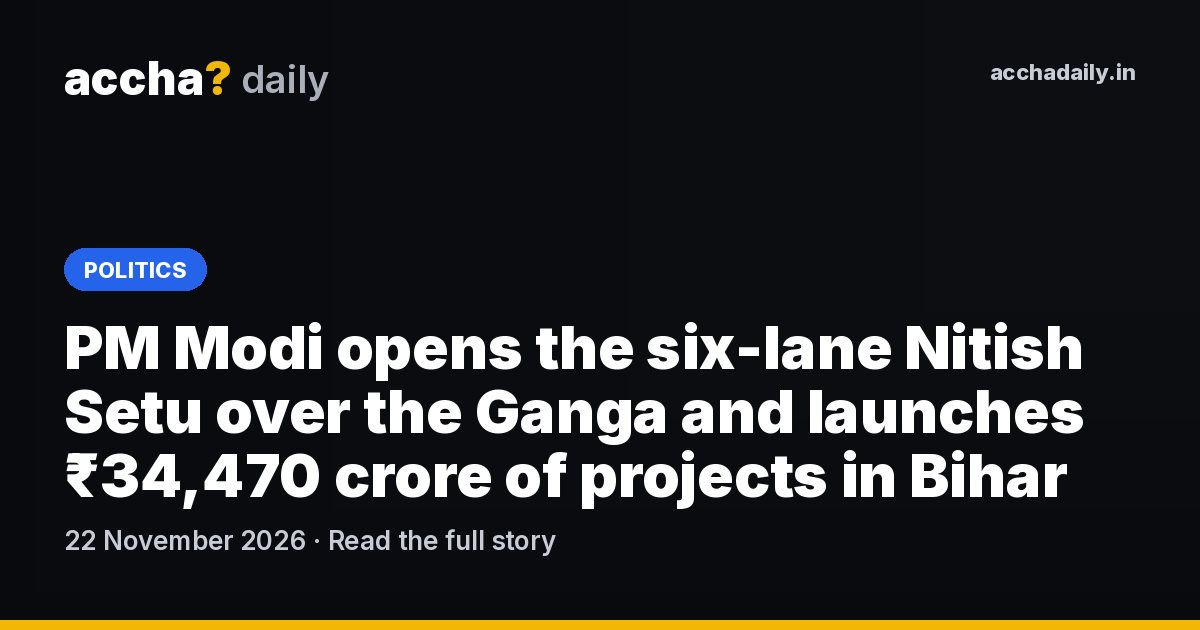 accha? daily
acchadaily.in
POLITICS
PM Modi opens the six-lane Nitish
Setu over the Ganga and launches
₹34,470 crore of projects in Bihar
22 November 2026 · Read the full story